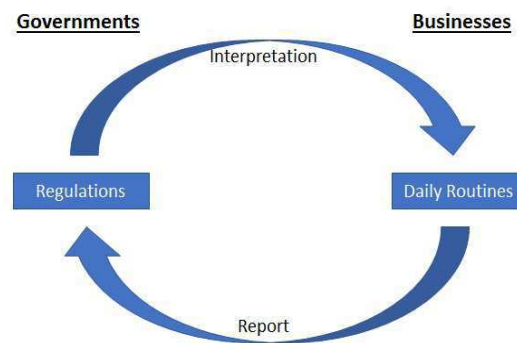 Governments
Businesses
Interpretation
Regulations
Daily Routines
Report